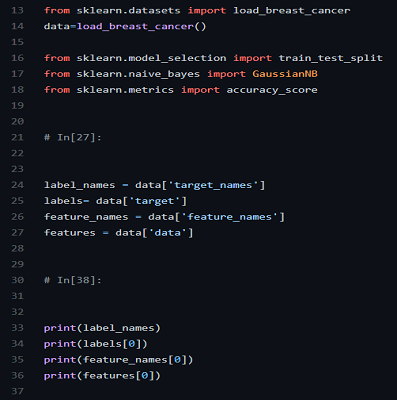 13 from sklearn.datasets import load_breast_cancer
14 data=load_breast_cancer()
15
16 from sklearn.model_selection import train_test_split
17 from sklearn.naive_bayes import GaussianNB
18 from sklearn.metrics import accuracy_score
19
20
21 # In[27]:
22
23
24 label_names = data['target_names']
25 labels= data['target']
26 feature_names = data['feature_names']
27 features = data['data']
28
29
30 # In[38]:
31
32
33 print(label_names)
34 print(labels[0])
35 print(feature_names[0])
36 print(features[0])
37